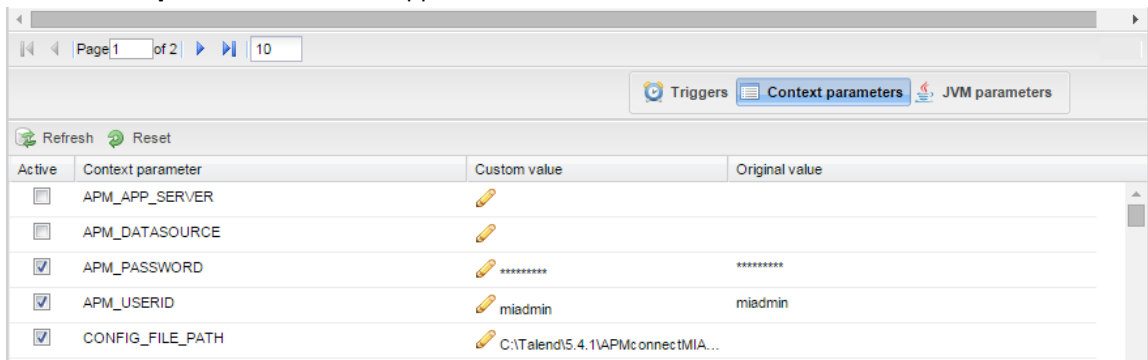 Page 1 of 2 10
Triggers Context parameters JVM parameters
Refresh Reset
Active Context parameter Custom value Original value
APM_APP_SERVER
APM_DATASOURCE
APM_PASSWORD ********* *********
APM_USERID miadmin miadmin
CONFIG_FILE_PATH C:\Talend\5.4.1\APMconnectMIA...